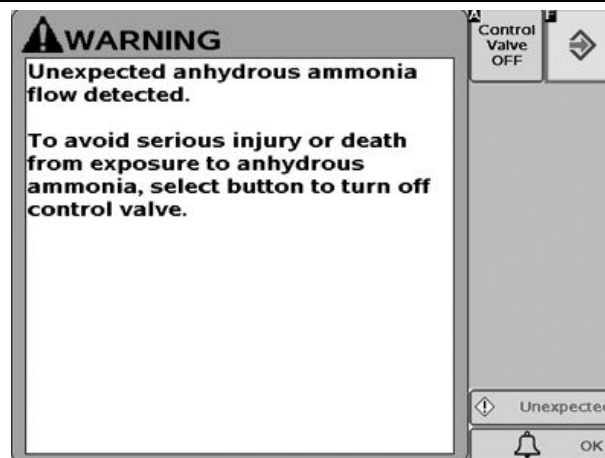 WARNING
Unexpected anhydrous ammonia
flow detected.
To avoid serious injury or death
from exposure to anhydrous
ammonia, select button to turn off
control valve.
A
Control
Valve
OFF
F
Unexpected
OK